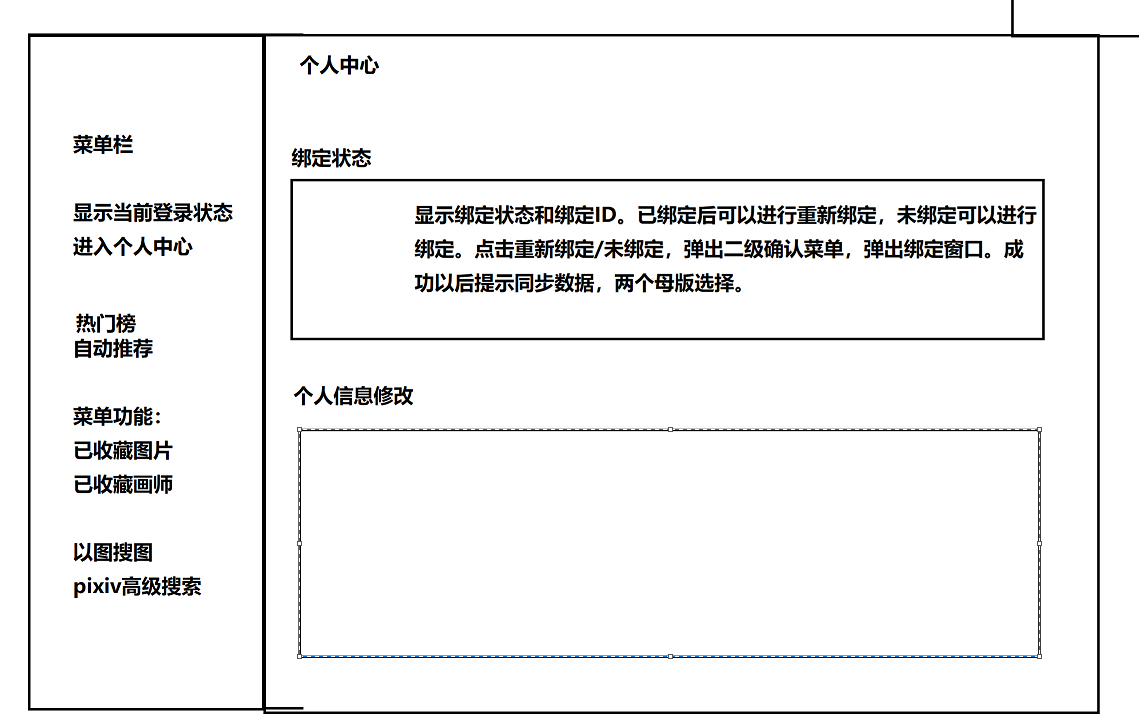 个人中心
菜单栏
显示当前登录状态
进入个人中心
热门榜
自动推荐
菜单功能：
已收藏图片
已收藏画师
以图搜图
pixiv高级搜索
绑定状态
显示绑定状态和绑定ID。已绑定后可以进行重新绑定，未绑定可以进行
绑定。点击重新绑定/未绑定，弹出二级确认菜单，弹出绑定窗口。成
功以后提示同步数据，两个母版选择。
个人信息修改